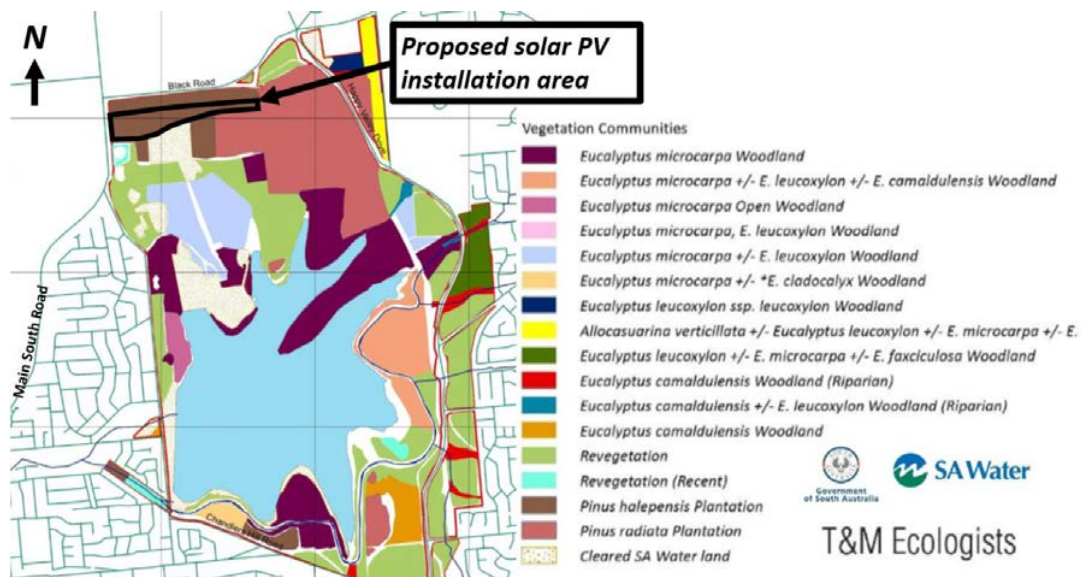 N
Proposed solar PV
installation area
Black Road
Happy Valley Drive
Main South Road
Chandlers Hill Road
Vegetation Communities
Eucalyptus microcarpa Woodland
Eucalyptus microcarpa +/- E. leucoxylon +/- E. camaldulensis Woodland
Eucalyptus microcarpa Open Woodland
Eucalyptus microcarpa, E. leucoxylon Woodland
Eucalyptus microcarpa +/- E. leucoxylon Woodland
Eucalyptus microcarpa +/- *E. cladocalyx Woodland
Eucalyptus leucoxylon ssp. leucoxylon Woodland
Allocasuarina verticillata +/- Eucalyptus leucoxylon +/- E. microcarpa +/- E.
Eucalyptus leucoxylon +/- E. microcarpa +/- E. faxciculosa Woodland
Eucalyptus camaldulensis Woodland (Riparian)
Eucalyptus camaldulensis +/- E. leucoxylon Woodland (Riparian)
Eucalyptus camaldulensis Woodland
Revegetation
Revegetation (Recent)
Pinus halepensis Plantation
Pinus radiata Plantation
Cleared SA Water land
Government
of South Australia
SA Water
T&M Ecologists